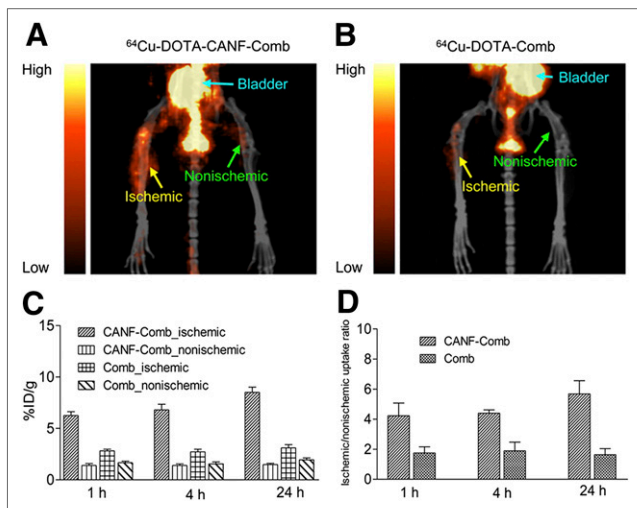 A
64Cu-DOTA-CANF-Comb
High
Bladder
Nonischemic
Ischemic
Low
B
64Cu-DOTA-Comb
High
Bladder
Nonischemic
Ischemic
Low
C
15
10
5
0
%ID/g
CANF-Comb_ischemic
CANF-Comb_nonischemic
Comb_ischemic
Comb_nonischemic
1 h
4 h
24 h
D
10
8
6
4
2
0
Ischemic/nonischemic uptake ratio
CANF-Comb
Comb
1 h
4 h
24 h